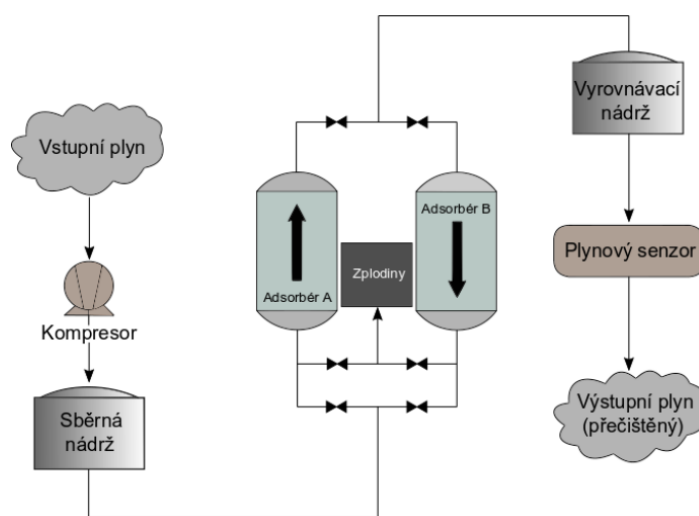 Vstupní plyn
Kompresor
Sběrná
nádrž
Adsorbér A
Zplodiny
Adsorbér B
Vyrovnávací
nádrž
Plynový senzor
Výstupní plyn
(přečištěný)